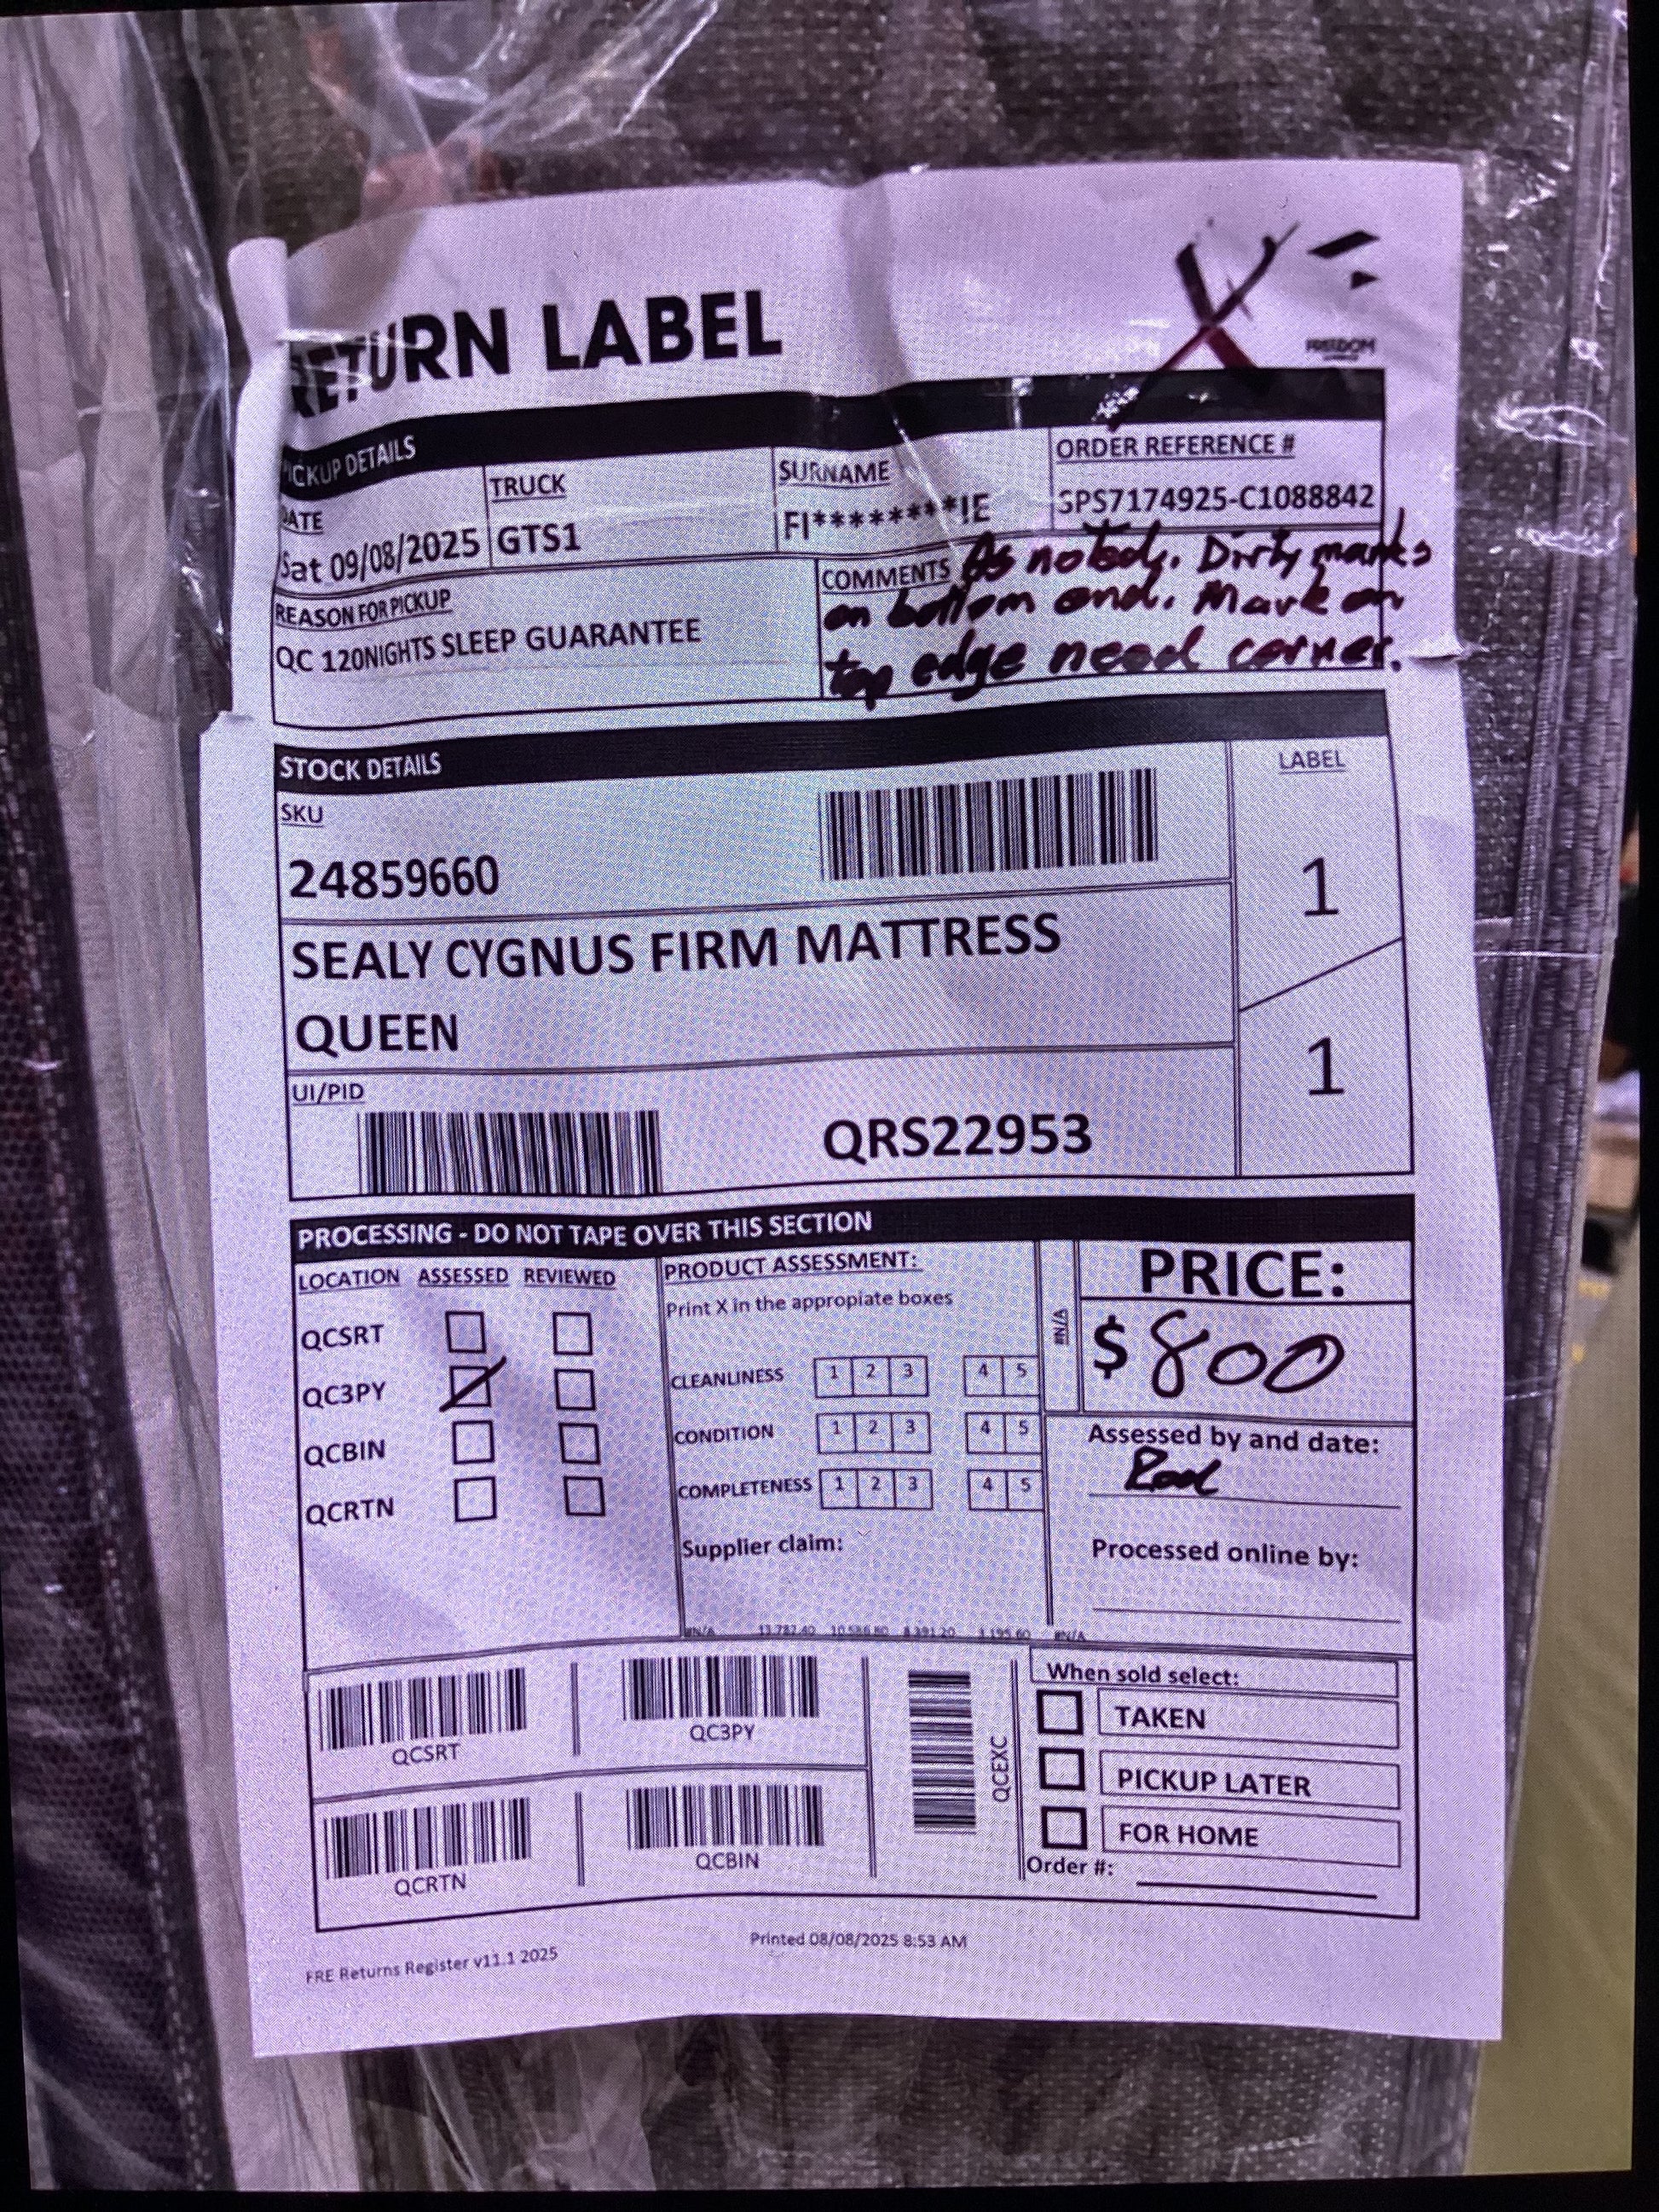 RETURN LABEL
FREEDOM
PICKUP DETAILS
DATE TRUCK SURNAME ORDER REFERENCE #
Sat 09/08/2025 GTS1 FI********IE SPS7174925-C1088842
REASON FOR PICKUP
QC 120NIGHTS SLEEP GUARANTEE
COMMENTS As noted. Dirty marks
on bottom end. Mark on
top edge need corner.
STOCK DETAILS
SKU
24859660
LABEL
1
1
SEALY CYGNUS FIRM MATTRESS
QUEEN
UI/PID
QRS22953
PROCESSING - DO NOT TAPE OVER THIS SECTION
LOCATION ASSESSED REVIEWED
QCSRT
QC3PY
QCBIN
QCRTN
PRODUCT ASSESSMENT:
Print X in the appropiate boxes
CLEANLINESS 1 2 3 4 5
CONDITION 1 2 3 4 5
COMPLETENESS 1 2 3 4 5
Supplier claim:
#N/A
#N/A
PRICE:
$ 800
Assessed by and date:
Processed online by:
#N/A
QCSRT
QC3PY
QCRTN
QCBIN
QCEXC
When sold select:
TAKEN
PICKUP LATER
FOR HOME
Order #:
FRE Returns Register v11.1 2025
Printed 08/08/2025 8:53 AM